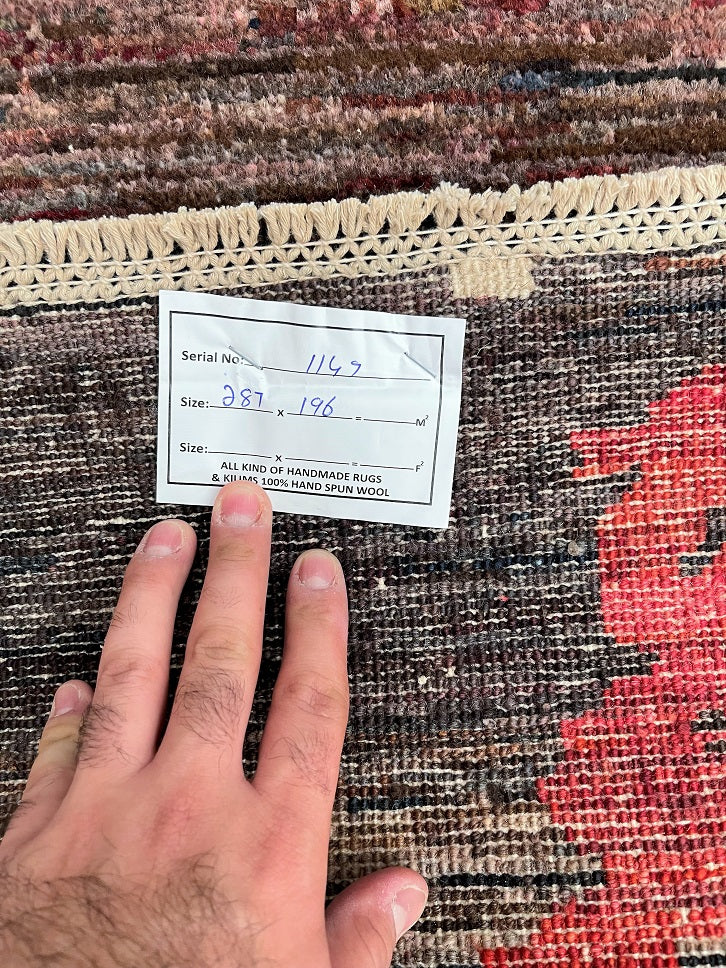 Serial No: 1149
Size: 287 x 196 = M²
Size: x = F²
ALL KIND OF HANDMADE RUGS
& KILIMS 100% HAND SPUN WOOL